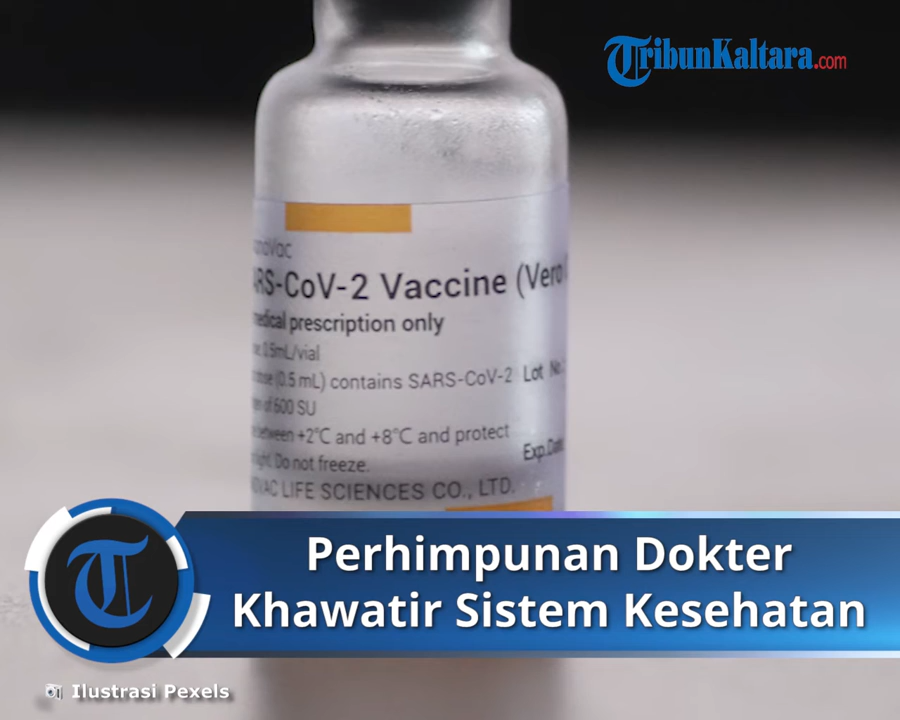 TribunKaltara.com
SARS-CoV-2 Vaccine (Vero
medical prescription only
0.5mL/vial
(0.5 mL) contains SARS-CoV-2 Lot No.:
of 600 SU
between +2°C and +8°C and protect
Exp.Date
light. Do not freeze.
LIFE SCIENCES CO., LTD.
Perhimpunan Dokter
Khawatir Sistem Kesehatan
Ilustrasi Pexels